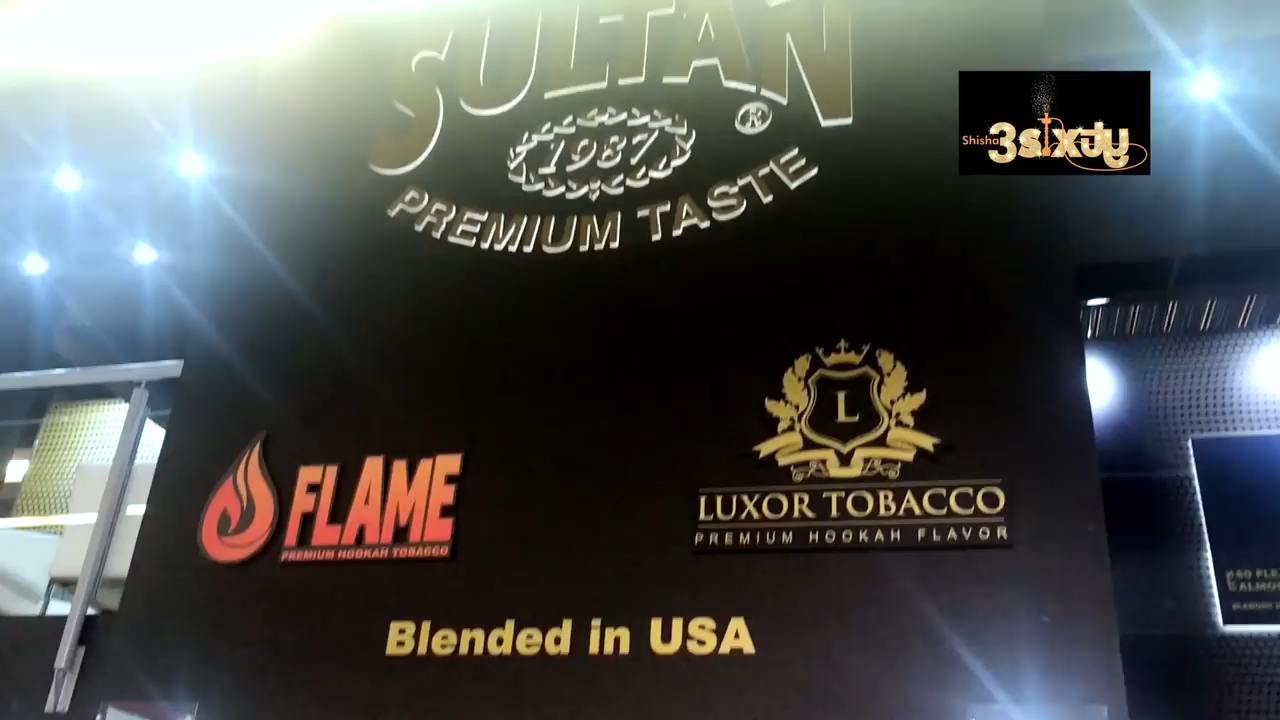 SULTAN
®
1987
PREMIUM TASTE
Shisha 3sixty
L
FLAME
PREMIUM HOOKAH TOBACCO
LUXOR TOBACCO
PREMIUM HOOKAH FLAVOR
Blended in USA